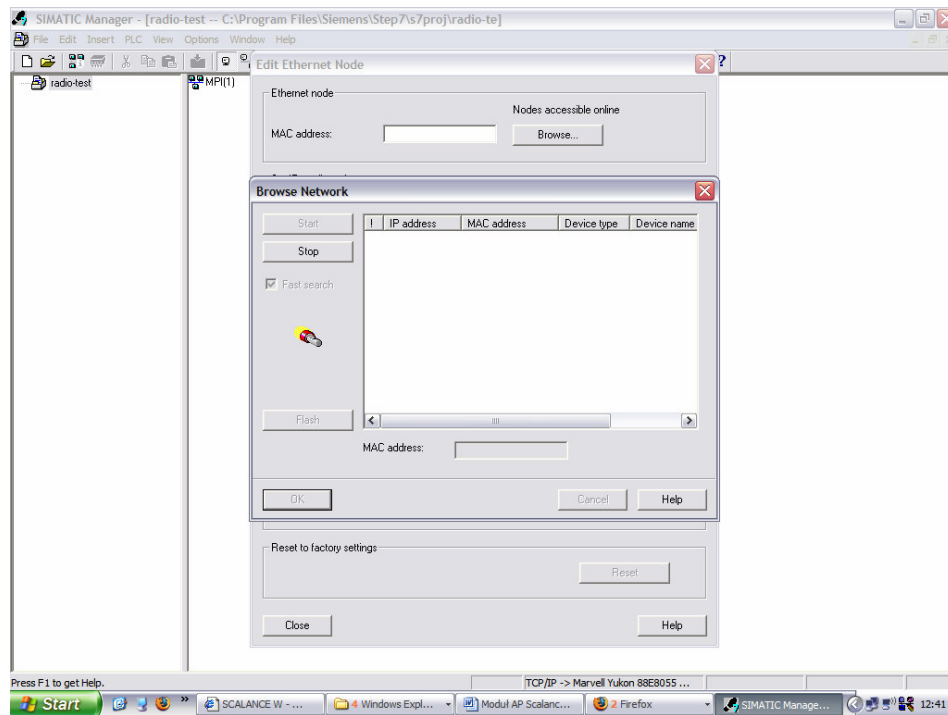 SIMATIC Manager - [radio-test -- C:\Program Files\Siemens\Step7\s7proj\radio-te]
File Edit Insert PLC View Options Window Help
Edit Ethernet Node
?
radio-test
MPI(1)
Ethernet node
Nodes accessible online
MAC address:
Browse...
Browse Network
Start
! IP address MAC address Device type Device name
Stop
Fast search
Flash
MAC address:
OK
Cancel
Help
Reset to factory settings
Reset
Close
Help
Press F1 to get Help.
TCP/IP -> Marvell Yukon 88E8055 ...
Start
SCALANCE W - ...
4 Windows Expl...
Modul AP Scalanc...
2 Firefox
SIMATIC Manage...
12:41